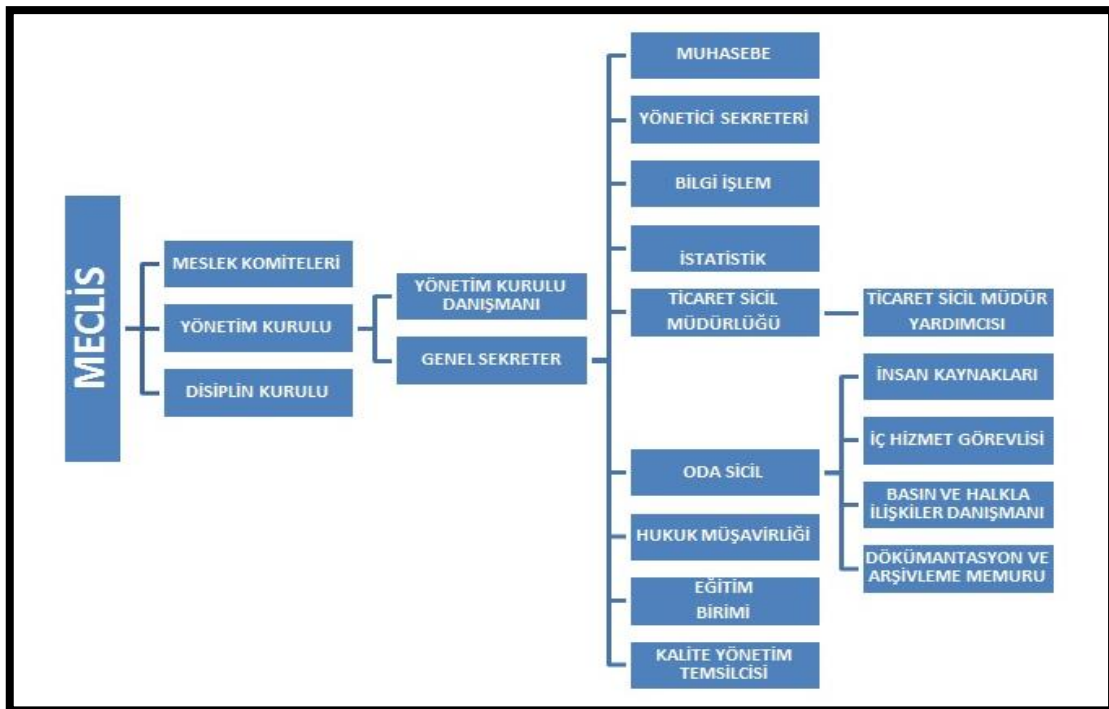 MECLİS
MESLEK KOMİTELERİ
YÖNETİM KURULU
DISIPLIN KURULU
YÖNETİM KURULU
DANIŞMANI
GENEL SEKRETER
MUHASEBE
YÖNETİCİ SEKRETERİ
BİLGİ İŞLEM
İSTATİSTİK
TİCARET SİCİL
MÜDÜRLÜĞÜ
ODA SİCİL
HUKUK MÜŞAVİRLİĞİ
EĞİTİM
BİRİMİ
KALİTE YÖNETİM
TEMSİLCİSİ
TİCARET SİCİL MÜDÜR
YARDIMCISI
İNSAN KAYNAKLARI
İÇ HİZMET GÖREVLİSİ
BASIN VE HALKLA
İLİŞKİLER DANIŞMANI
DÖKÜMANTASYON VE
ARŞİVLEME MEMURU